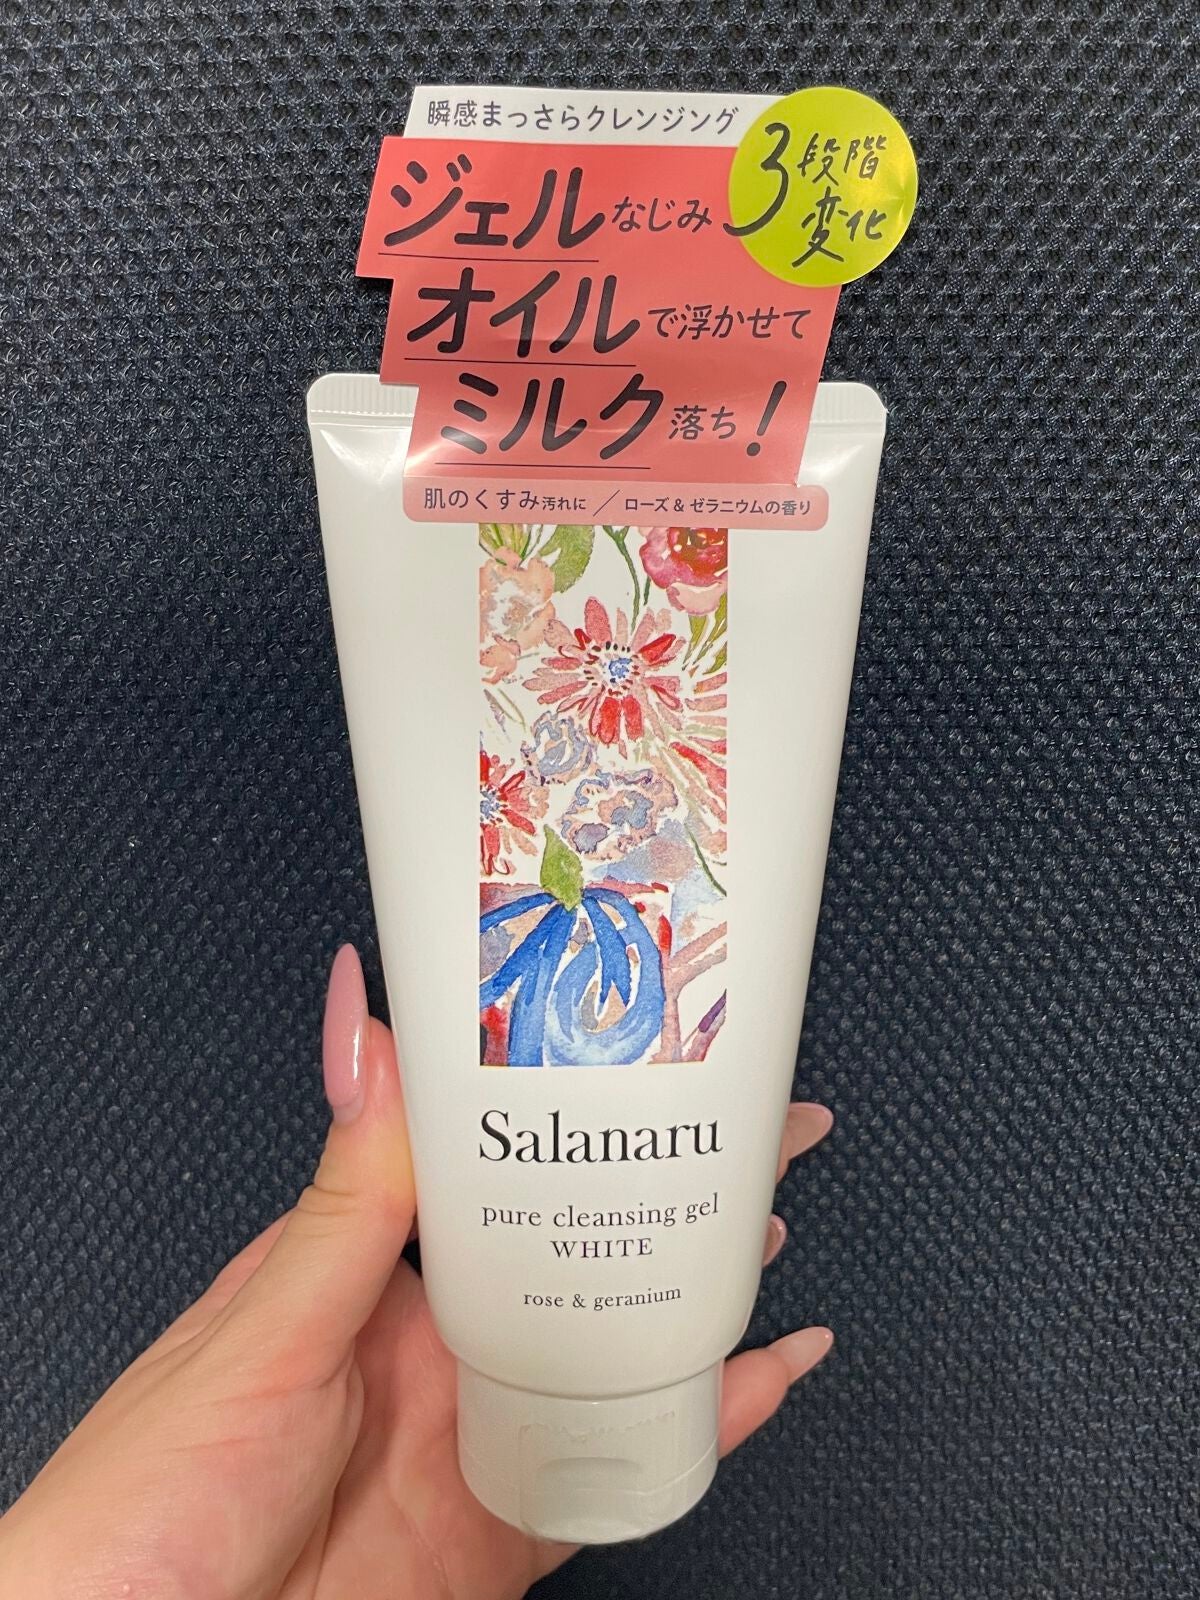 瞬感まっさらクレンジング
3段階
変化
ジェルなじみ
オイルで浮かせて
ミルク落ち!
肌のくすみ汚れに／ローズ&ゼラニウムの香り
Salanaru
pure cleansing gel
WHITE
rose & geranium